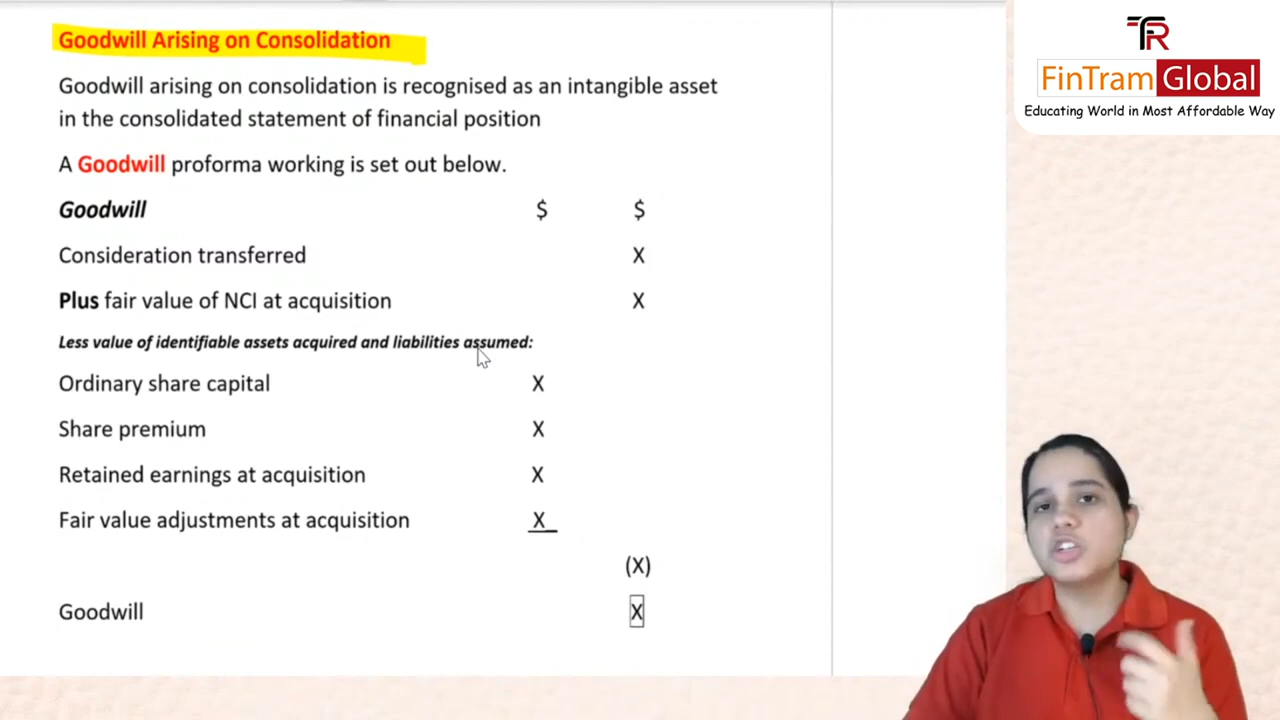 Goodwill Arising on Consolidation
Goodwill arising on consolidation is recognised as an intangible asset
in the consolidated statement of financial position
A Goodwill proforma working is set out below.
Goodwill $ $
Consideration transferred X
Plus fair value of NCI at acquisition X
Less value of identifiable assets acquired and liabilities assumed:
Ordinary share capital X
Share premium X
Retained earnings at acquisition X
Fair value adjustments at acquisition X
(X)
Goodwill X
TR
FinTram Global
Educating World in Most Affordable Way